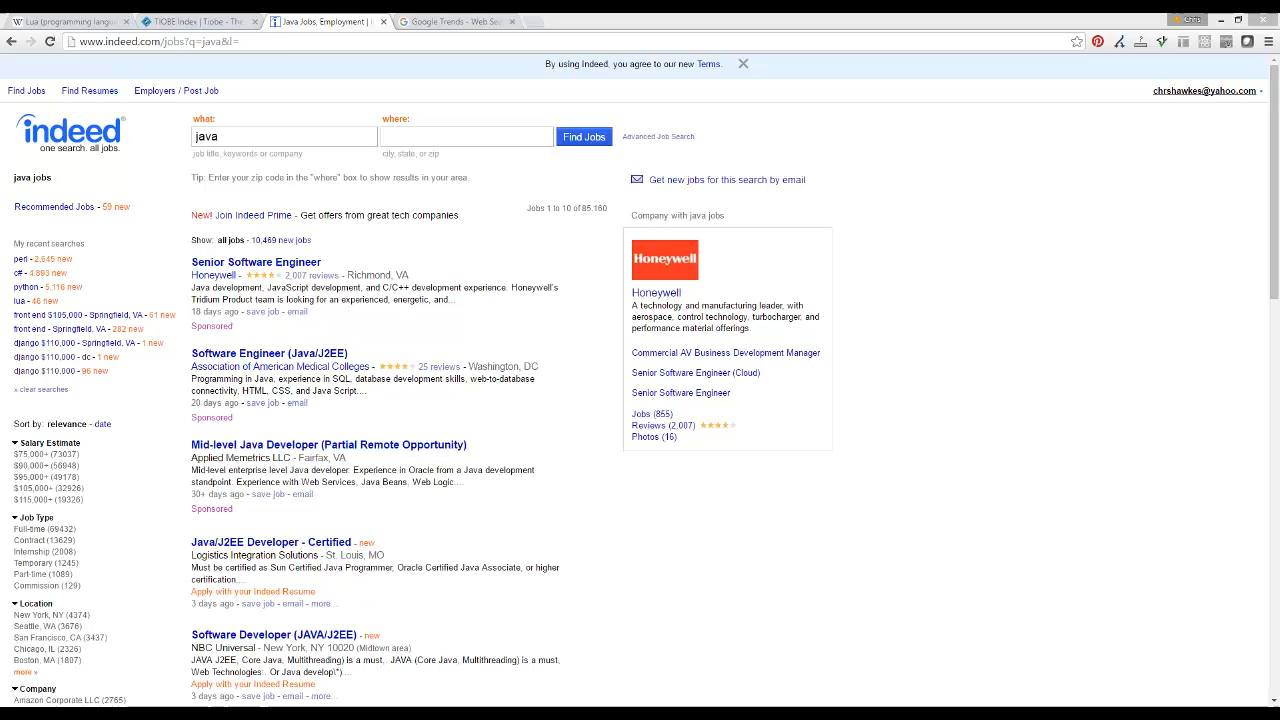 Lua (programming langu
TIOBE Index | Tiobe - The
Java Jobs, Employment | I
Google Trends - Web Sea
Chris
www.indeed.com/jobs?q=java&l=
By using Indeed, you agree to our new Terms.
Find Jobs
Find Resumes
Employers / Post Job
chrshawkes@yahoo.com
indeed
one search. all jobs.
what:
where:
java
Find Jobs
Advanced Job Search
job title, keywords or company
city, state, or zip
java jobs
Tip: Enter your zip code in the "where" box to show results in your area.
Get new jobs for this search by email
Recommended Jobs - 59 new
New! Join Indeed Prime - Get offers from great tech companies
Jobs 1 to 10 of 85,160
Company with java jobs
My recent searches
perl - 2,645 new
c# - 4,893 new
python - 5,116 new
lua - 46 new
front end $105,000 - Springfield, VA - 61 new
front end - Springfield, VA - 282 new
django $110,000 - Springfield, VA - 1 new
django $110,000 - dc - 1 new
django $110,000 - 96 new
» clear searches
Sort by: relevance - date
Salary Estimate
$75,000+ (73037)
$90,000+ (56948)
$95,000+ (49178)
$105,000+ (32926)
$115,000+ (19326)
Job Type
Full-time (69432)
Contract (13629)
Internship (2008)
Temporary (1245)
Part-time (1089)
Commission (129)
Location
New York, NY (4374)
Seattle, WA (3676)
San Francisco, CA (3437)
Chicago, IL (2326)
Boston, MA (1807)
more »
Company
Amazon Corporate LLC (2765)
Show: all jobs - 10,469 new jobs
Senior Software Engineer
Honeywell - 2,007 reviews - Richmond, VA
Java development, JavaScript development, and C/C++ development experience. Honeywell's
Tridium Product team is looking for an experienced, energetic, and...
18 days ago - save job - email
Sponsored
Software Engineer (Java/J2EE)
Association of American Medical Colleges - 25 reviews - Washington, DC
Programming in Java, experience in SQL, database development skills, web-to-database
connectivity, HTML, CSS, and Java Script....
20 days ago - save job - email
Sponsored
Mid-level Java Developer (Partial Remote Opportunity)
Applied Memetrics LLC - Fairfax, VA
Mid-level enterprise level Java developer. Experience in Oracle from a Java development
standpoint. Experience with Web Services, Java Beans, Web Logic....
30+ days ago - save job - email
Sponsored
Java/J2EE Developer - Certified - new
Logistics Integration Solutions - St. Louis, MO
Must be certified as Sun Certified Java Programmer, Oracle Certified Java Associate, or higher
certification....
Apply with your Indeed Resume
3 days ago - save job - email - more...
Software Developer (JAVA/J2EE) - new
NBC Universal - New York, NY 10020 (Midtown area)
JAVA J2EE, Core Java, Multithreading) is a must,. JAVA (Core Java, Multithreading) is a must,
Web Technologies:. Or Java develop\")....
Apply with your Indeed Resume
3 days ago - save job - email - more...
Honeywell
Honeywell
A technology and manufacturing leader, with
aerospace, control technology, turbocharger, and
performance material offerings.
Commercial AV Business Development Manager
Senior Software Engineer (Cloud)
Senior Software Engineer
Jobs (855)
Reviews (2,007)
Photos (16)